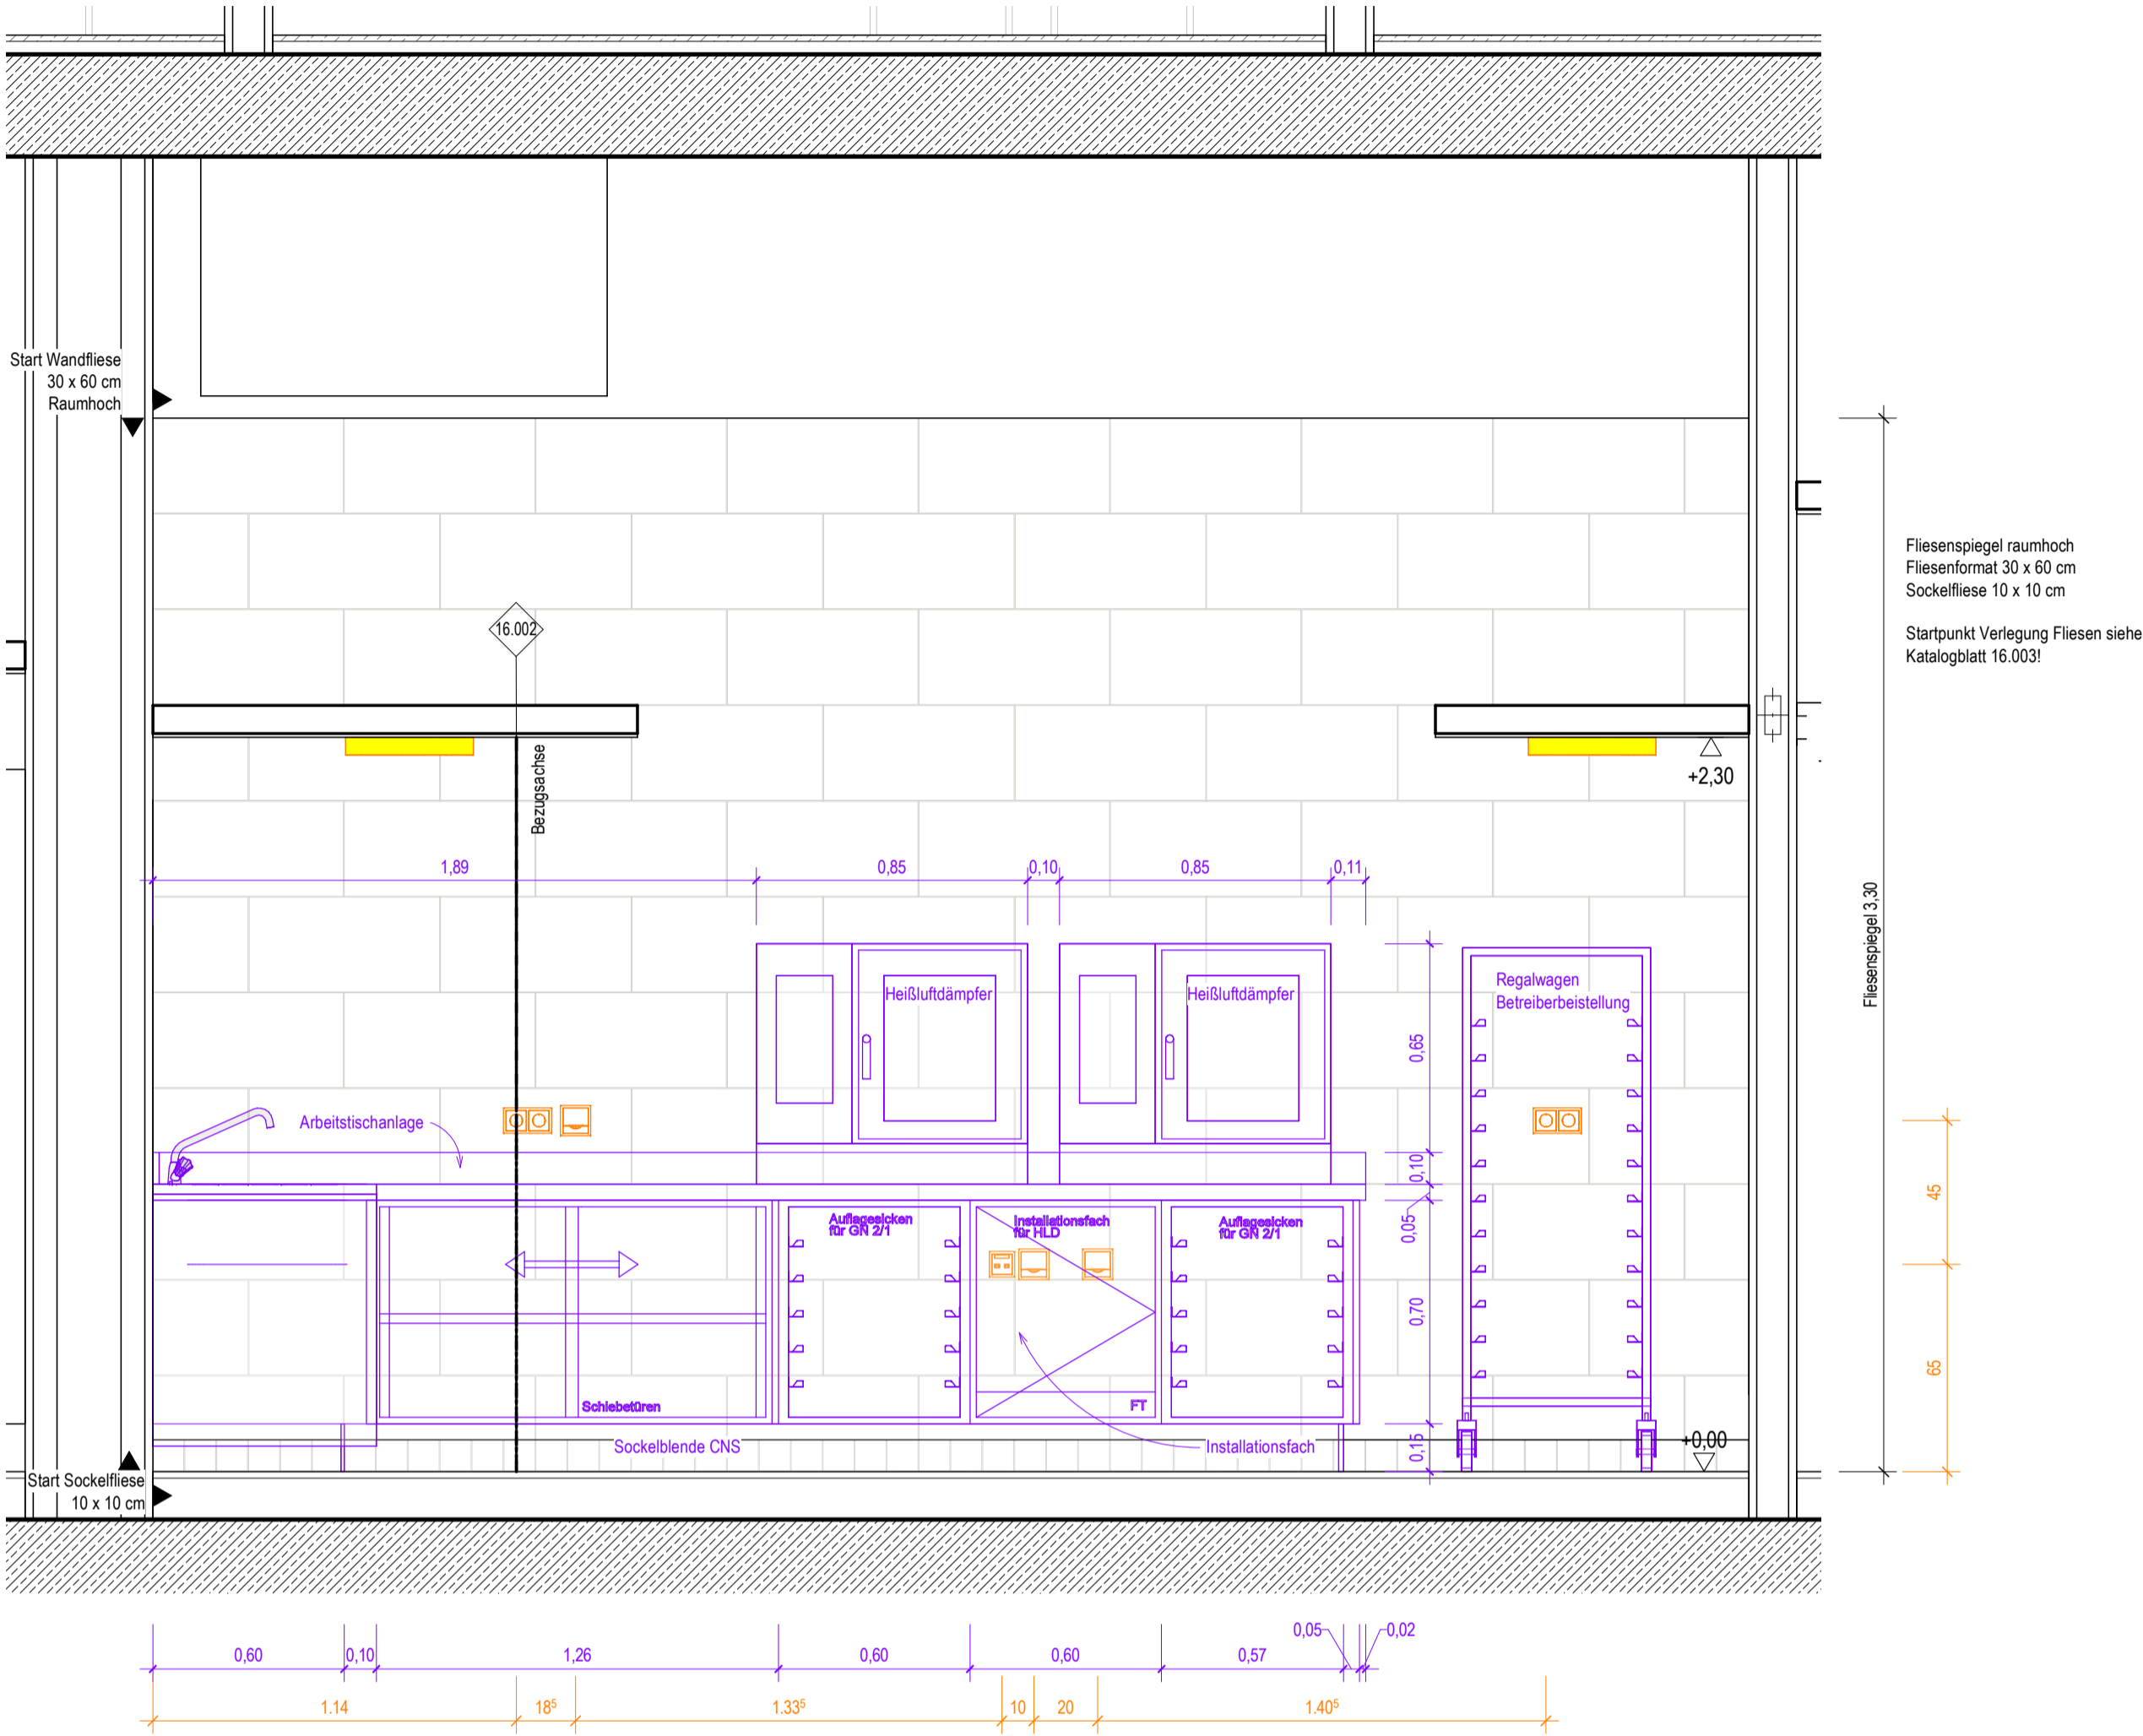 Start Wandfliese
30 x 60 cm
Raumhoch
Fliesenspiegel raumhoch
Fliesenformat 30 x 60 cm
Sockelfliese 10 x 10 cm
Startpunkt Verlegung Fliesen siehe
Katalogblatt 16.003!
16.002
Bezugsachse
+2,30
1,89
0,85
0,10
0,85
0,11
Fliesenspiegel 3,30
Heißluftdämpfer
Heißluftdämpfer
Regalwagen
Betreiberbeistellung
0,65
Arbeitstischanlage
0,10
45
0,05
Auflagesicken
für GN 2/1
Installationsfach
für HLD
Auflagesicken
für GN 2/1
0,70
65
Schiebetüren
FT
Sockelblende CNS
Installationsfach
0,15
+0,00
Start Sockelfliese
10 x 10 cm
0,60
0,10
1,26
0,60
0,60
0,57
0,05
0,02
1.14
18⁵
1.33⁵
10
20
1.40⁵